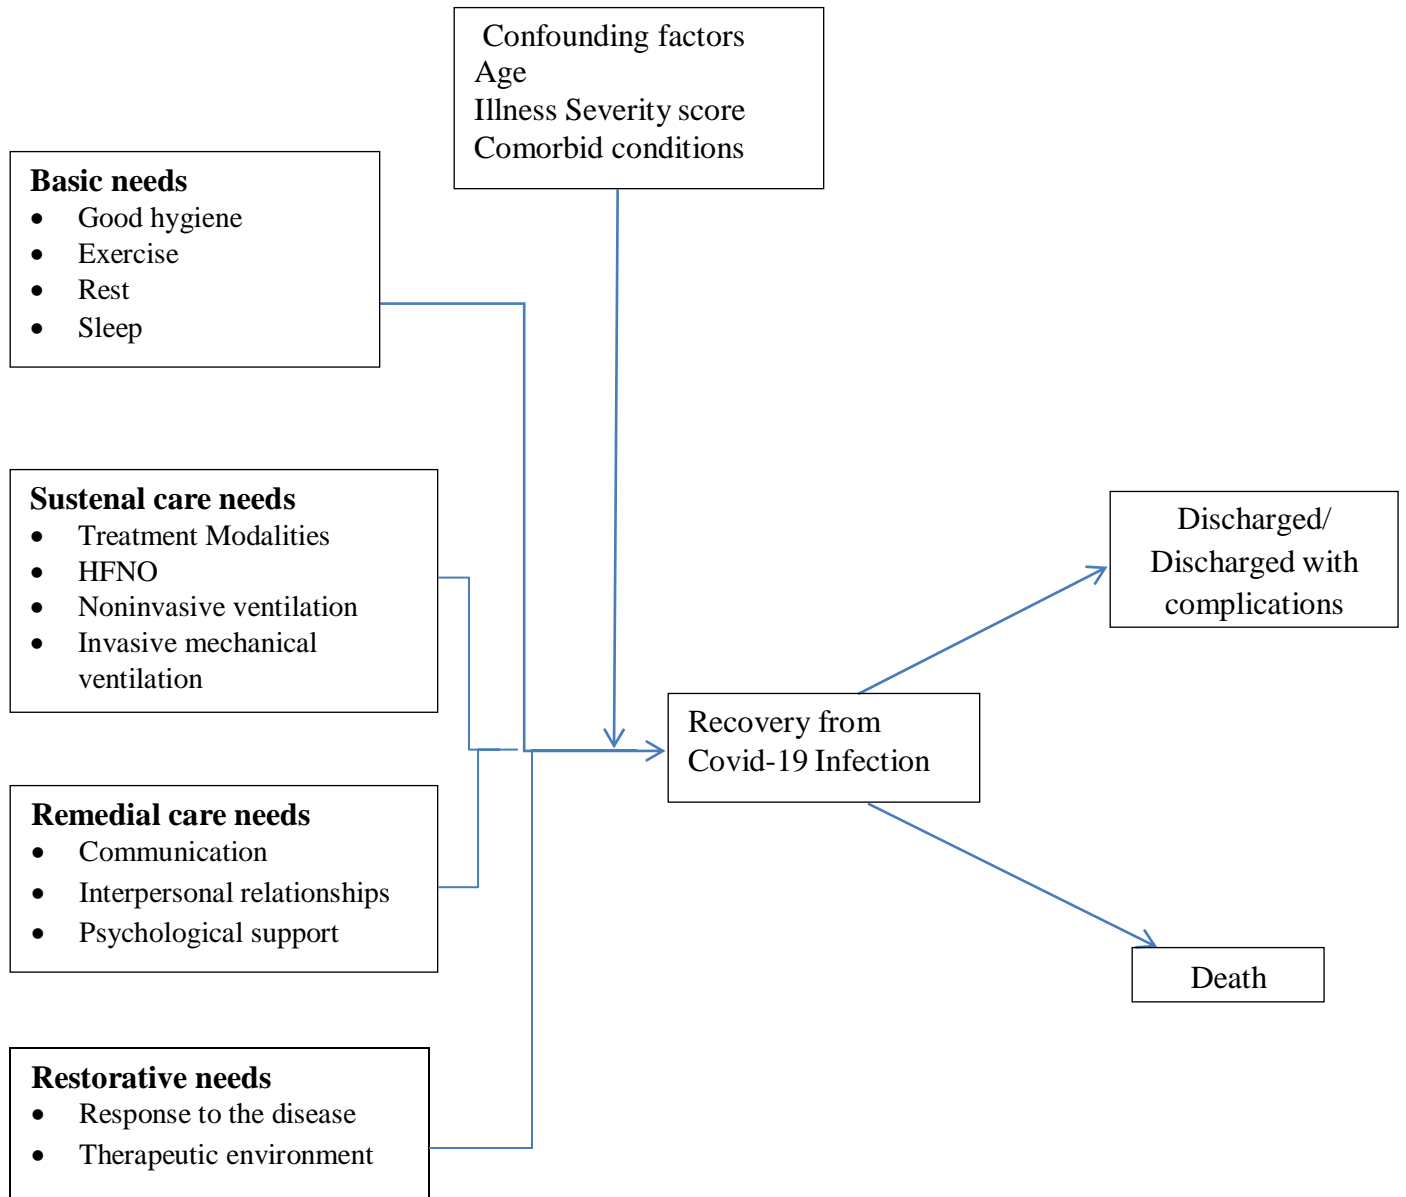 Confounding factors
Age
Illness Severity score
Comorbid conditions
Basic needs
• Good hygiene
• Exercise
• Rest
• Sleep
Sustenal care needs
• Treatment Modalities
• HFNO
• Noninvasive ventilation
• Invasive mechanical
ventilation
Remedial care needs
• Communication
• Interpersonal relationships
• Psychological support
Restorative needs
• Response to the disease
• Therapeutic environment
Recovery from
Covid-19 Infection
Discharged/
Discharged with
complications
Death